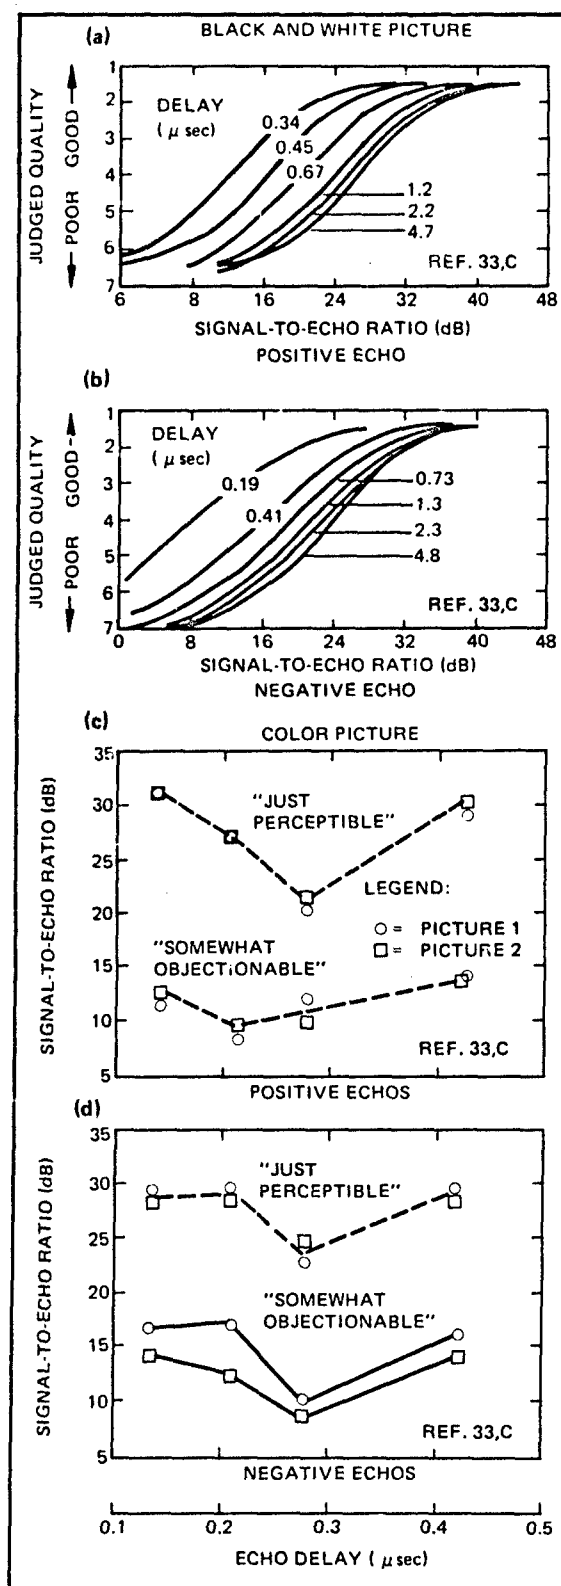 (a)
BLACK AND WHITE PICTURE
JUDGED QUALITY
POOR GOOD
1
2
3
4
5
6
7
DELAY
(μ sec)
0.34
0.45
0.67
1.2
2.2
4.7
REF. 33,C
6 8 16 24 32 40 48
SIGNAL-TO-ECHO RATIO (dB)
POSITIVE ECHO
(b)
JUDGED QUALITY
POOR GOOD
1
2
3
4
5
6
7
DELAY
(μ sec)
0.19
0.41
0.73
1.3
2.3
4.8
REF. 33,C
0 8 16 24 32 40 48
SIGNAL-TO-ECHO RATIO (dB)
NEGATIVE ECHO
(c)
COLOR PICTURE
SIGNAL-TO-ECHO RATIO (dB)
35
30
25
20
15
10
5
"JUST
PERCEPTIBLE"
LEGEND:
= PICTURE 1
= PICTURE 2
"SOMEWHAT
OBJECTIONABLE"
REF. 33,C
POSITIVE ECHOS
(d)
SIGNAL-TO-ECHO RATIO (dB)
35
30
25
20
15
10
5
"JUST
PERCEPTIBLE"
"SOMEWHAT
OBJECTIONABLE"
REF. 33,C
NEGATIVE ECHOS
0.1 0.2 0.3 0.4 0.5
ECHO DELAY (μ sec)